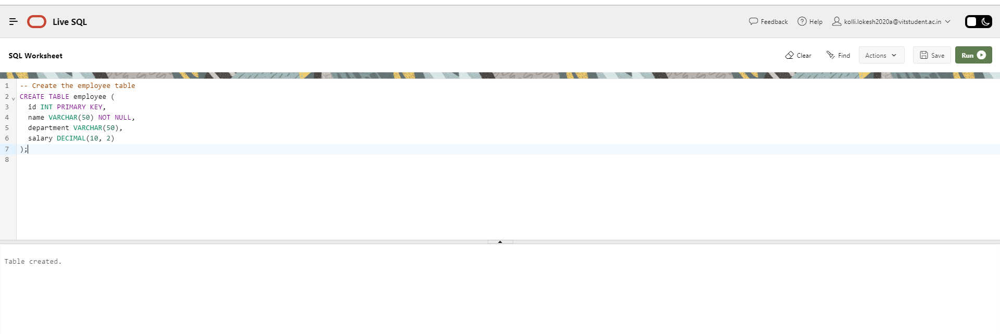 Live SQL
Feedback
Help
kolli.lokesh2020a@vitstudent.ac.in
SQL Worksheet
Clear
Find
Actions
Save
Run
1 -- Create the employee table
2 CREATE TABLE employee (
3 id INT PRIMARY KEY,
4 name VARCHAR(50) NOT NULL,
5 department VARCHAR(50),
6 salary DECIMAL(10, 2)
7 );
8
Table created.